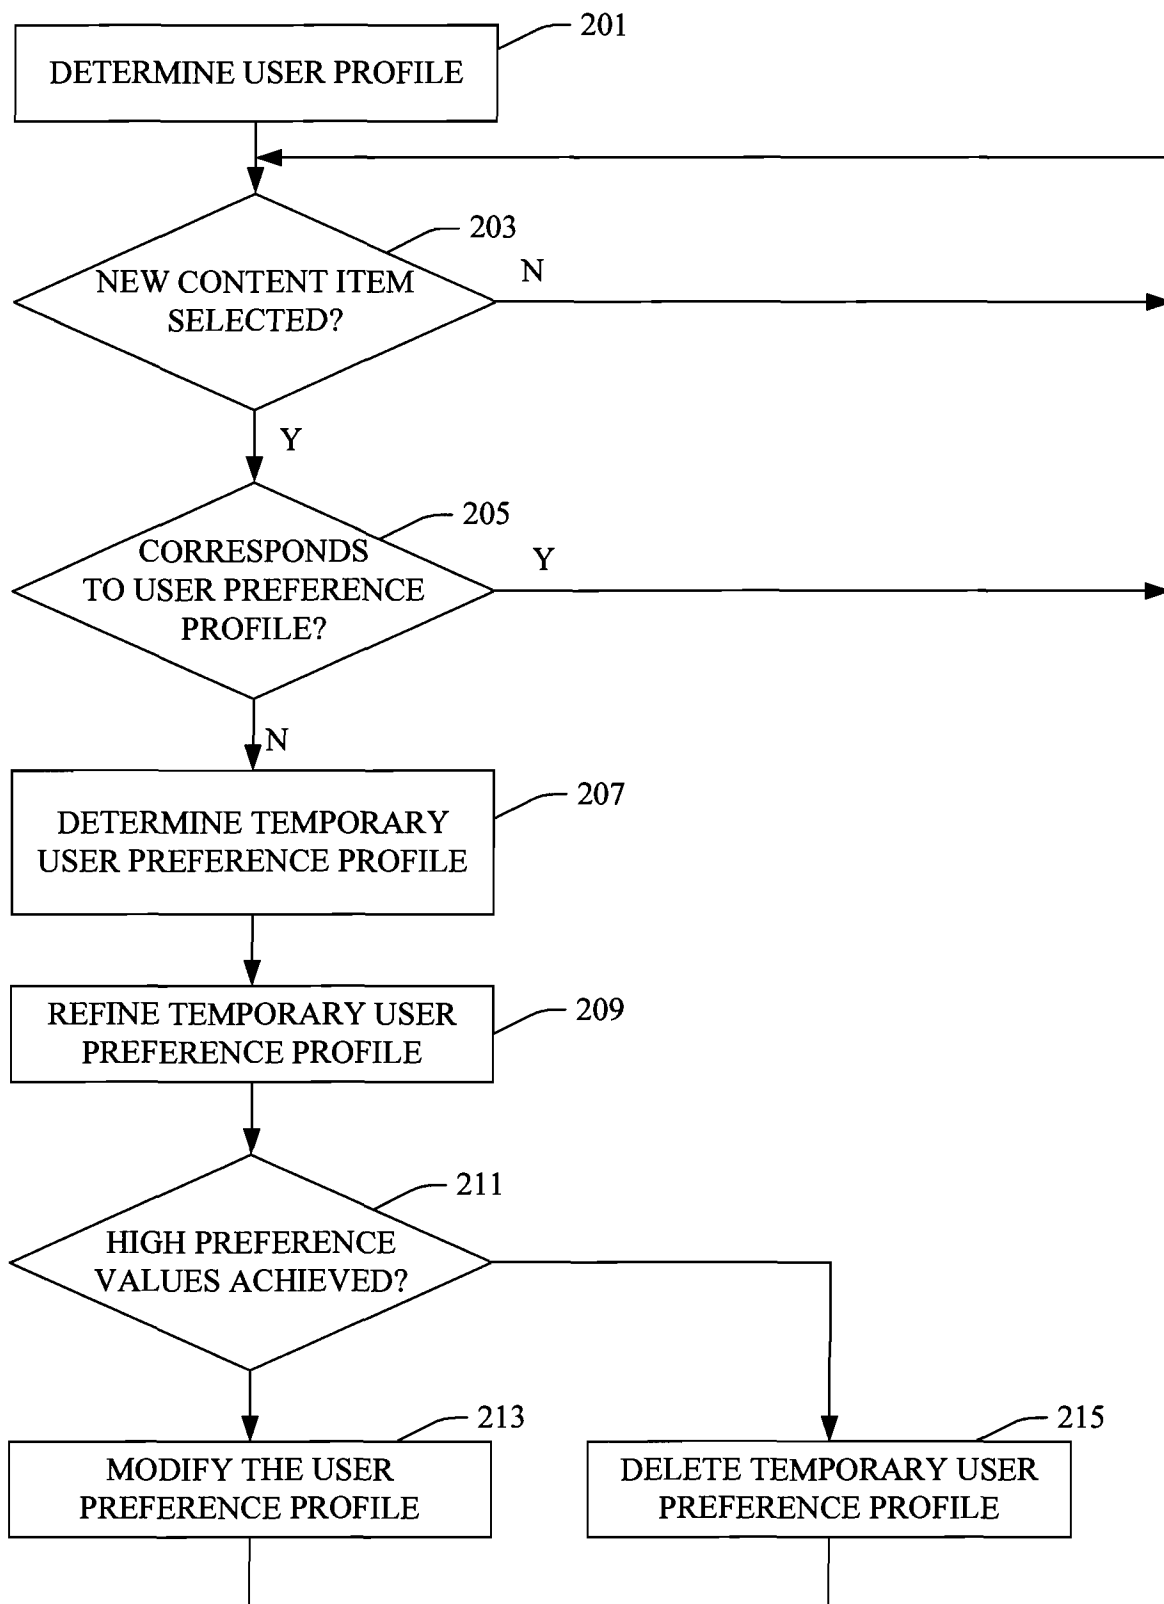 201
DETERMINE USER PROFILE
203
NEW CONTENT ITEM
SELECTED?
N
Y
205
CORRESPONDS
TO USER PREFERENCE
PROFILE?
Y
N
207
DETERMINE TEMPORARY
USER PREFERENCE PROFILE
209
REFINE TEMPORARY USER
PREFERENCE PROFILE
211
HIGH PREFERENCE
VALUES ACHIEVED?
213
MODIFY THE USER
PREFERENCE PROFILE
215
DELETE TEMPORARY USER
PREFERENCE PROFILE